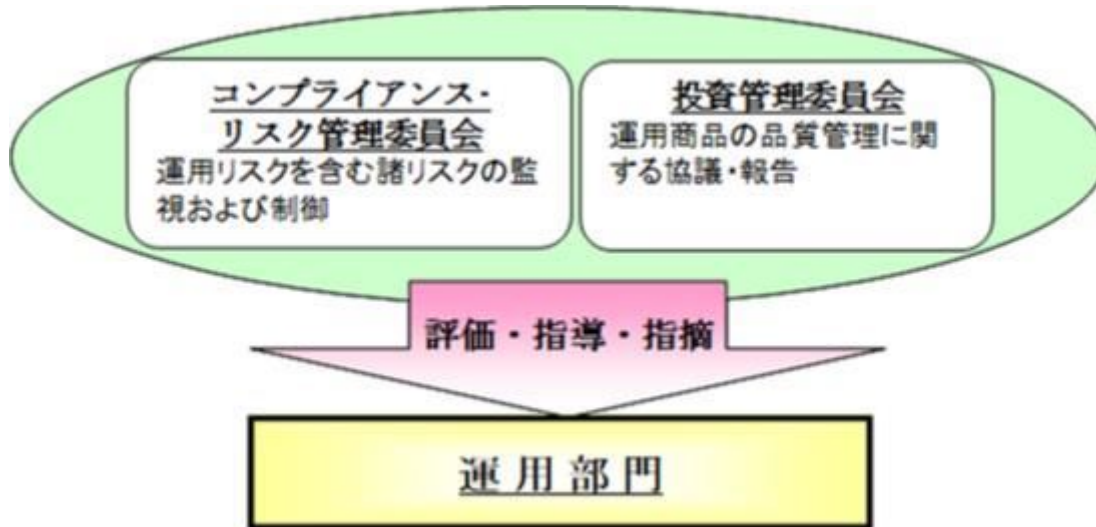 コンプライアンス・
リスク管理委員会
運用リスクを含む諸リスクの監
視および制御
投資管理委員会
運用商品の品質管理に関
する協議・報告
評価・指導・指摘
運用部門